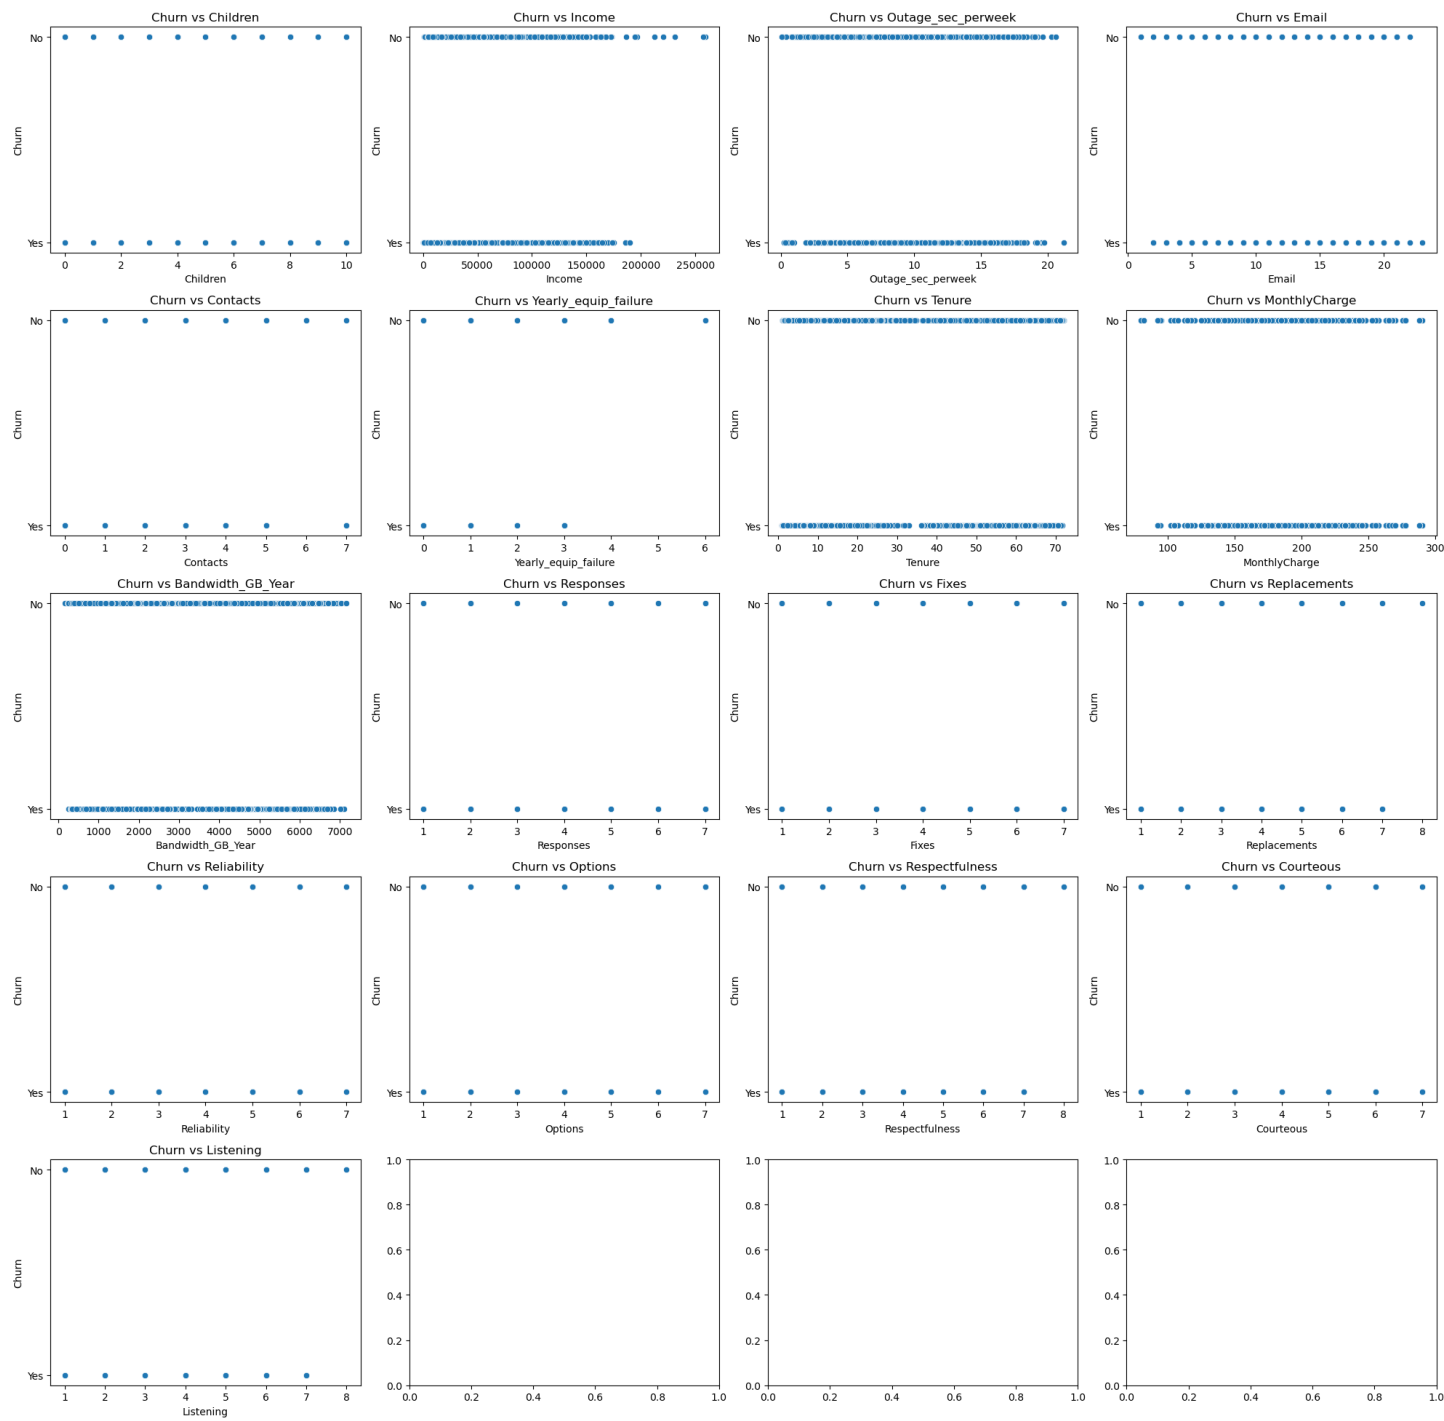 Churn vs Children
No
Yes
Churn
0 2 4 6 8 10
Children
Churn vs Income
No
Yes
Churn
0 50000 100000 150000 200000 250000
Income
Churn vs Outage_sec_perweek
No
Yes
Churn
0 5 10 15 20
Outage_sec_perweek
Churn vs Email
No
Yes
Churn
0 5 10 15 20
Email
Churn vs Contacts
No
Yes
Churn
0 1 2 3 4 5 6 7
Contacts
Churn vs Yearly_equip_failure
No
Yes
Churn
0 1 2 3 4 5 6
Yearly_equip_failure
Churn vs Tenure
No
Yes
Churn
0 10 20 30 40 50 60 70
Tenure
Churn vs MonthlyCharge
No
Yes
Churn
100 150 200 250 300
MonthlyCharge
Churn vs Bandwidth_GB_Year
No
Yes
Churn
0 1000 2000 3000 4000 5000 6000 7000
Bandwidth_GB_Year
Churn vs Responses
No
Yes
Churn
1 2 3 4 5 6 7
Responses
Churn vs Fixes
No
Yes
Churn
1 2 3 4 5 6 7
Fixes
Churn vs Replacements
No
Yes
Churn
1 2 3 4 5 6 7 8
Replacements
Churn vs Reliability
No
Yes
Churn
1 2 3 4 5 6 7
Reliability
Churn vs Options
No
Yes
Churn
1 2 3 4 5 6 7
Options
Churn vs Respectfulness
No
Yes
Churn
1 2 3 4 5 6 7 8
Respectfulness
Churn vs Courteous
No
Yes
Churn
1 2 3 4 5 6 7
Courteous
Churn vs Listening
No
Yes
Churn
1 2 3 4 5 6 7 8
Listening
1.0
0.8
0.6
0.4
0.2
0.0
0.0 0.2 0.4 0.6 0.8 1.0
1.0
0.8
0.6
0.4
0.2
0.0
0.0 0.2 0.4 0.6 0.8 1.0
1.0
0.8
0.6
0.4
0.2
0.0
0.0 0.2 0.4 0.6 0.8 1.0